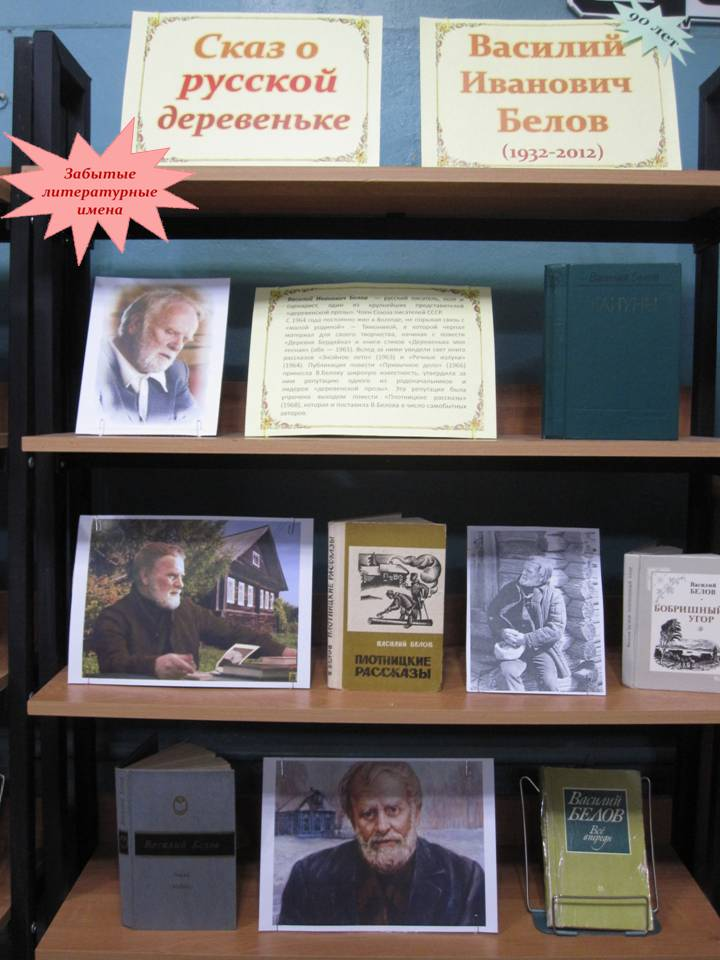 Сказ о
русской
деревеньке
Василий
Иванович
Белов
(1932-2012)
90 лет
Забытые
литературные
имена
Василий Иванович Белов — русский писатель, поэт и
сценарист, один из крупнейших представителей
«деревенской прозы». Член Союза писателей СССР.
С 1964 года постоянно жил в Вологде, не порывая связь с
«малой родиной» — Тимонихой, в которой черпал
материал для своего творчества, начиная с повести
«Деревня Бердяйка» и книги стихов «Деревенька моя
лесная» (обе — 1961). Вслед за ними увидели свет книга
рассказов «Знойное лето» (1963) и «Речные излуки»
(1964). Публикация повести «Привычное дело» (1966)
принесла В.Белову широкую известность, утвердила за
ним репутацию одного из родоначальников и
лидеров «деревенской прозы». Эта репутация была
упрочена выходом повести «Плотницкие рассказы»
(1968), которая и поставила В.Белова в число самобытных
авторов.
Василий Белов
КАНУНЫ
В. БЕЛОВ ПЛОТНИЦКИЕ РАССКАЗЫ
ВАСИЛИЙ БЕЛОВ
ПЛОТНИЦКИЕ
РАССКАЗЫ
Василий
БЕЛОВ
БОБРИШНЫЙ
УГОР
Василий Белов
Василий
БЕЛОВ
Всё
впереди